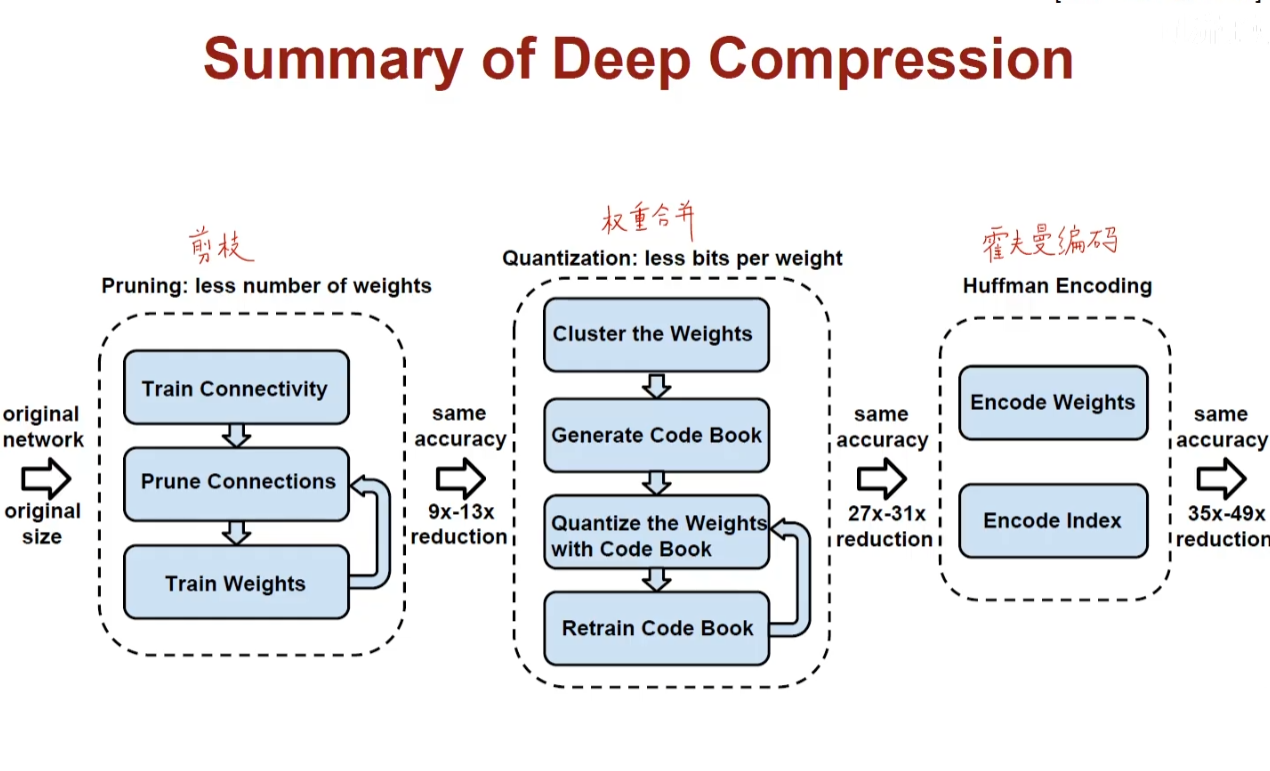 Summary of Deep Compression
剪枝
Pruning: less number of weights
Train Connectivity
Prune Connections
Train Weights
original
network
original
size
same
accuracy
9x-13x
reduction
权重合并
Quantization: less bits per weight
Cluster the Weights
Generate Code Book
Quantize the Weights
with Code Book
Retrain Code Book
same
accuracy
27x-31x
reduction
霍夫曼编码
Huffman Encoding
Encode Weights
Encode Index
same
accuracy
35x-49x
reduction